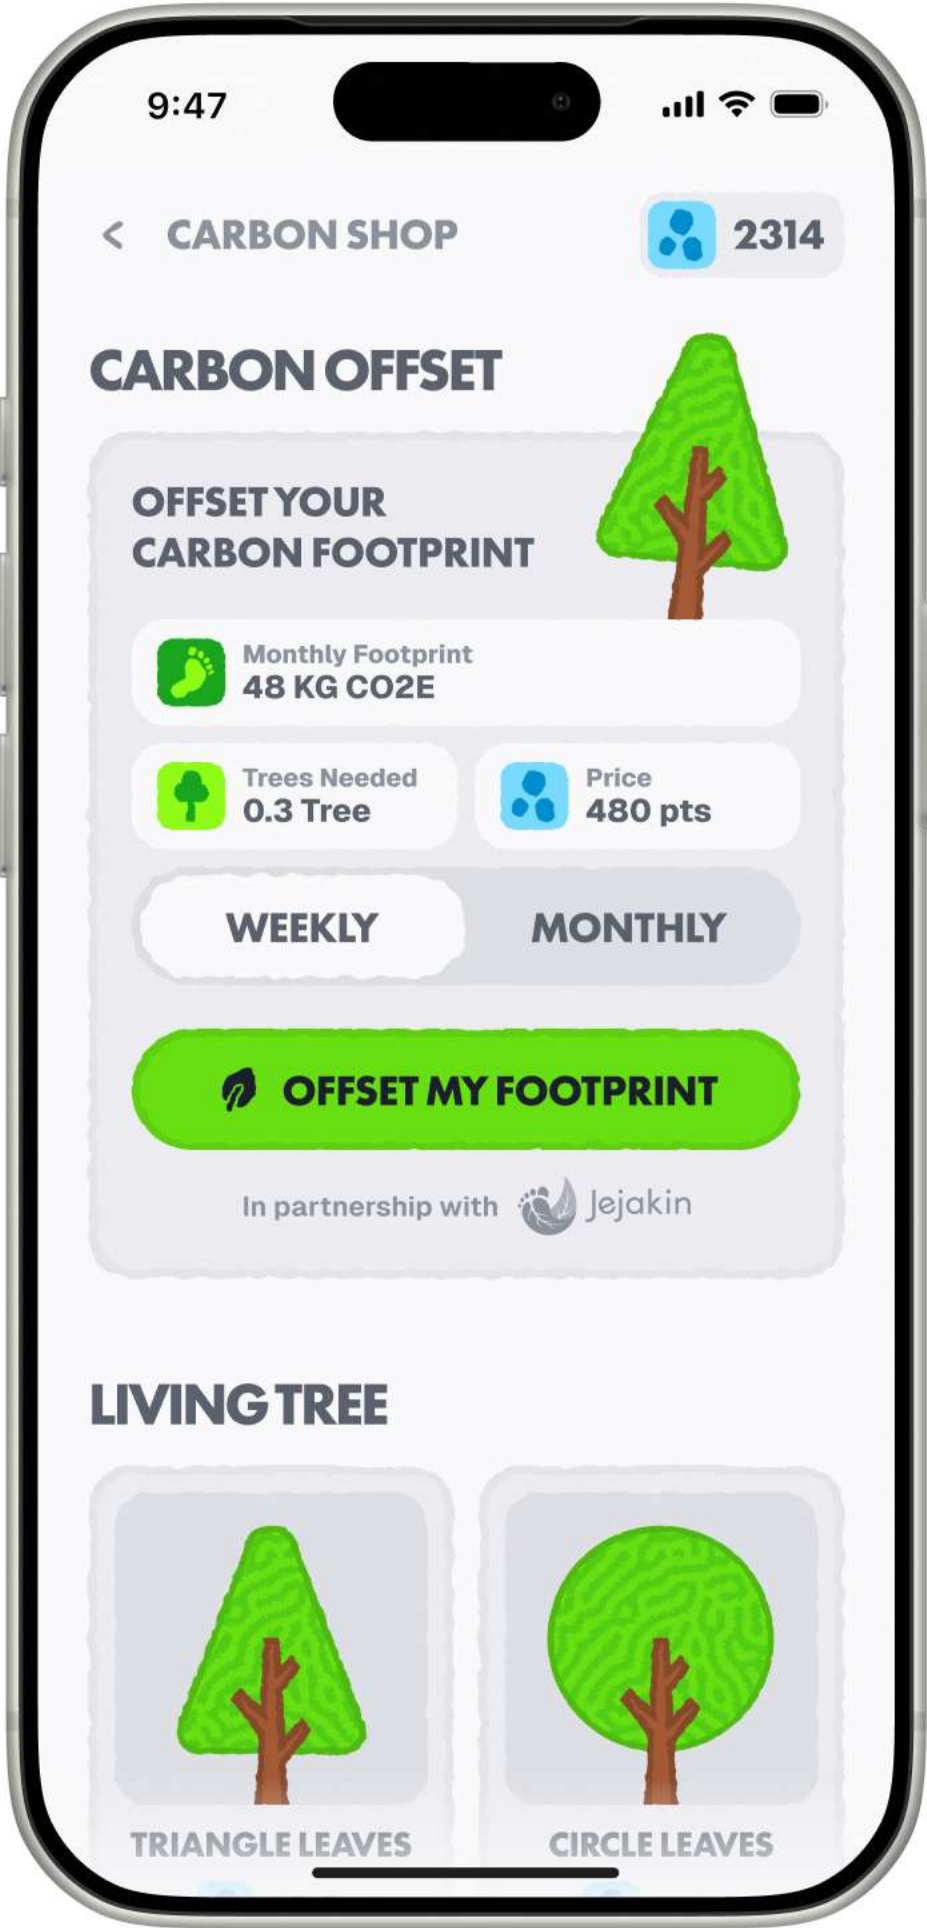 9:47
CARBON SHOP
2314
CARBON OFFSET
OFFSET YOUR
CARBON FOOTPRINT
Monthly Footprint
48 KG CO2E
Trees Needed
0.3 Tree
Price
480 pts
WEEKLY
MONTHLY
OFFSET MY FOOTPRINT
In partnership with Jejakin
LIVING TREE
TRIANGLE LEAVES
CIRCLE LEAVES